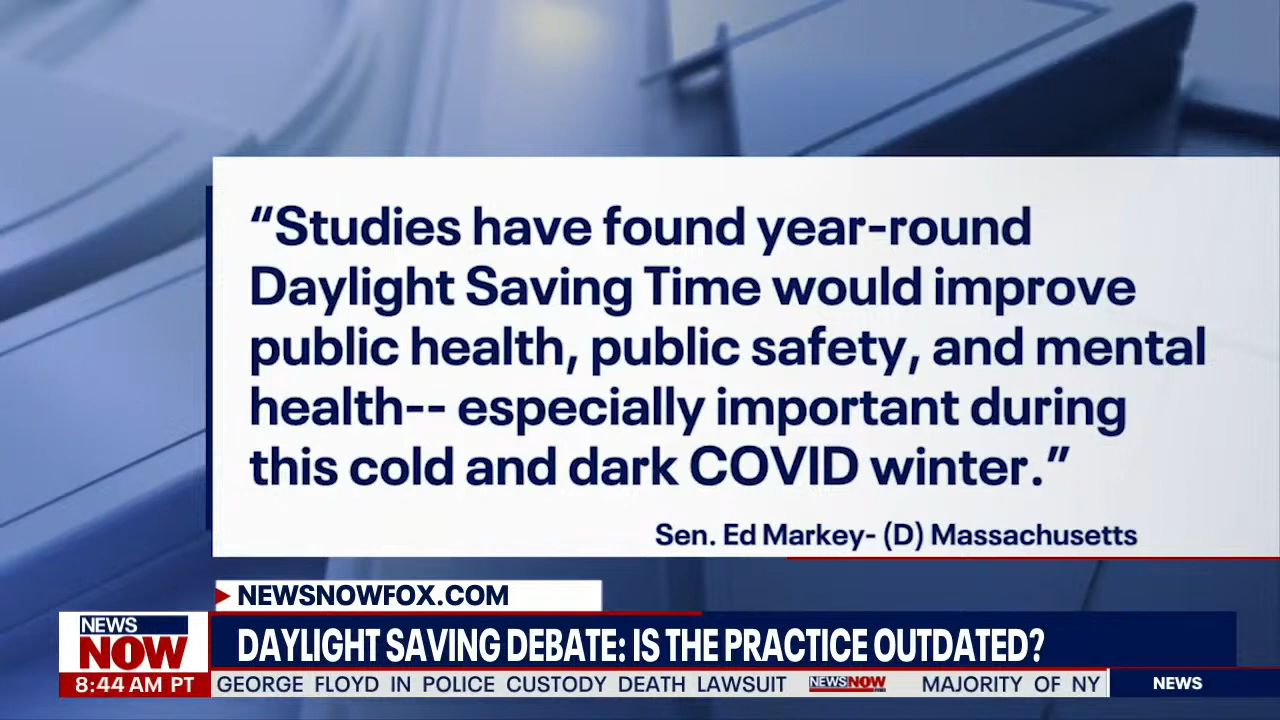 “Studies have found year-round
Daylight Saving Time would improve
public health, public safety, and mental
health-- especially important during
this cold and dark COVID winter.”
Sen. Ed Markey- (D) Massachusetts
NEWSNOWFOX.COM
NEWS
NOW
DAYLIGHT SAVING DEBATE: IS THE PRACTICE OUTDATED?
8:44 AM PT
GEORGE FLOYD IN POLICE CUSTODY DEATH LAWSUIT NEWSNOW MAJORITY OF NY
NEWS